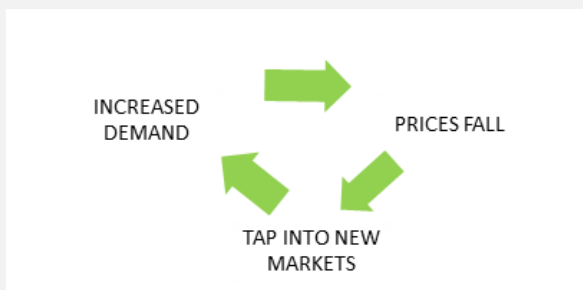 INCREASED
DEMAND
PRICES FALL
TAP INTO NEW
MARKETS